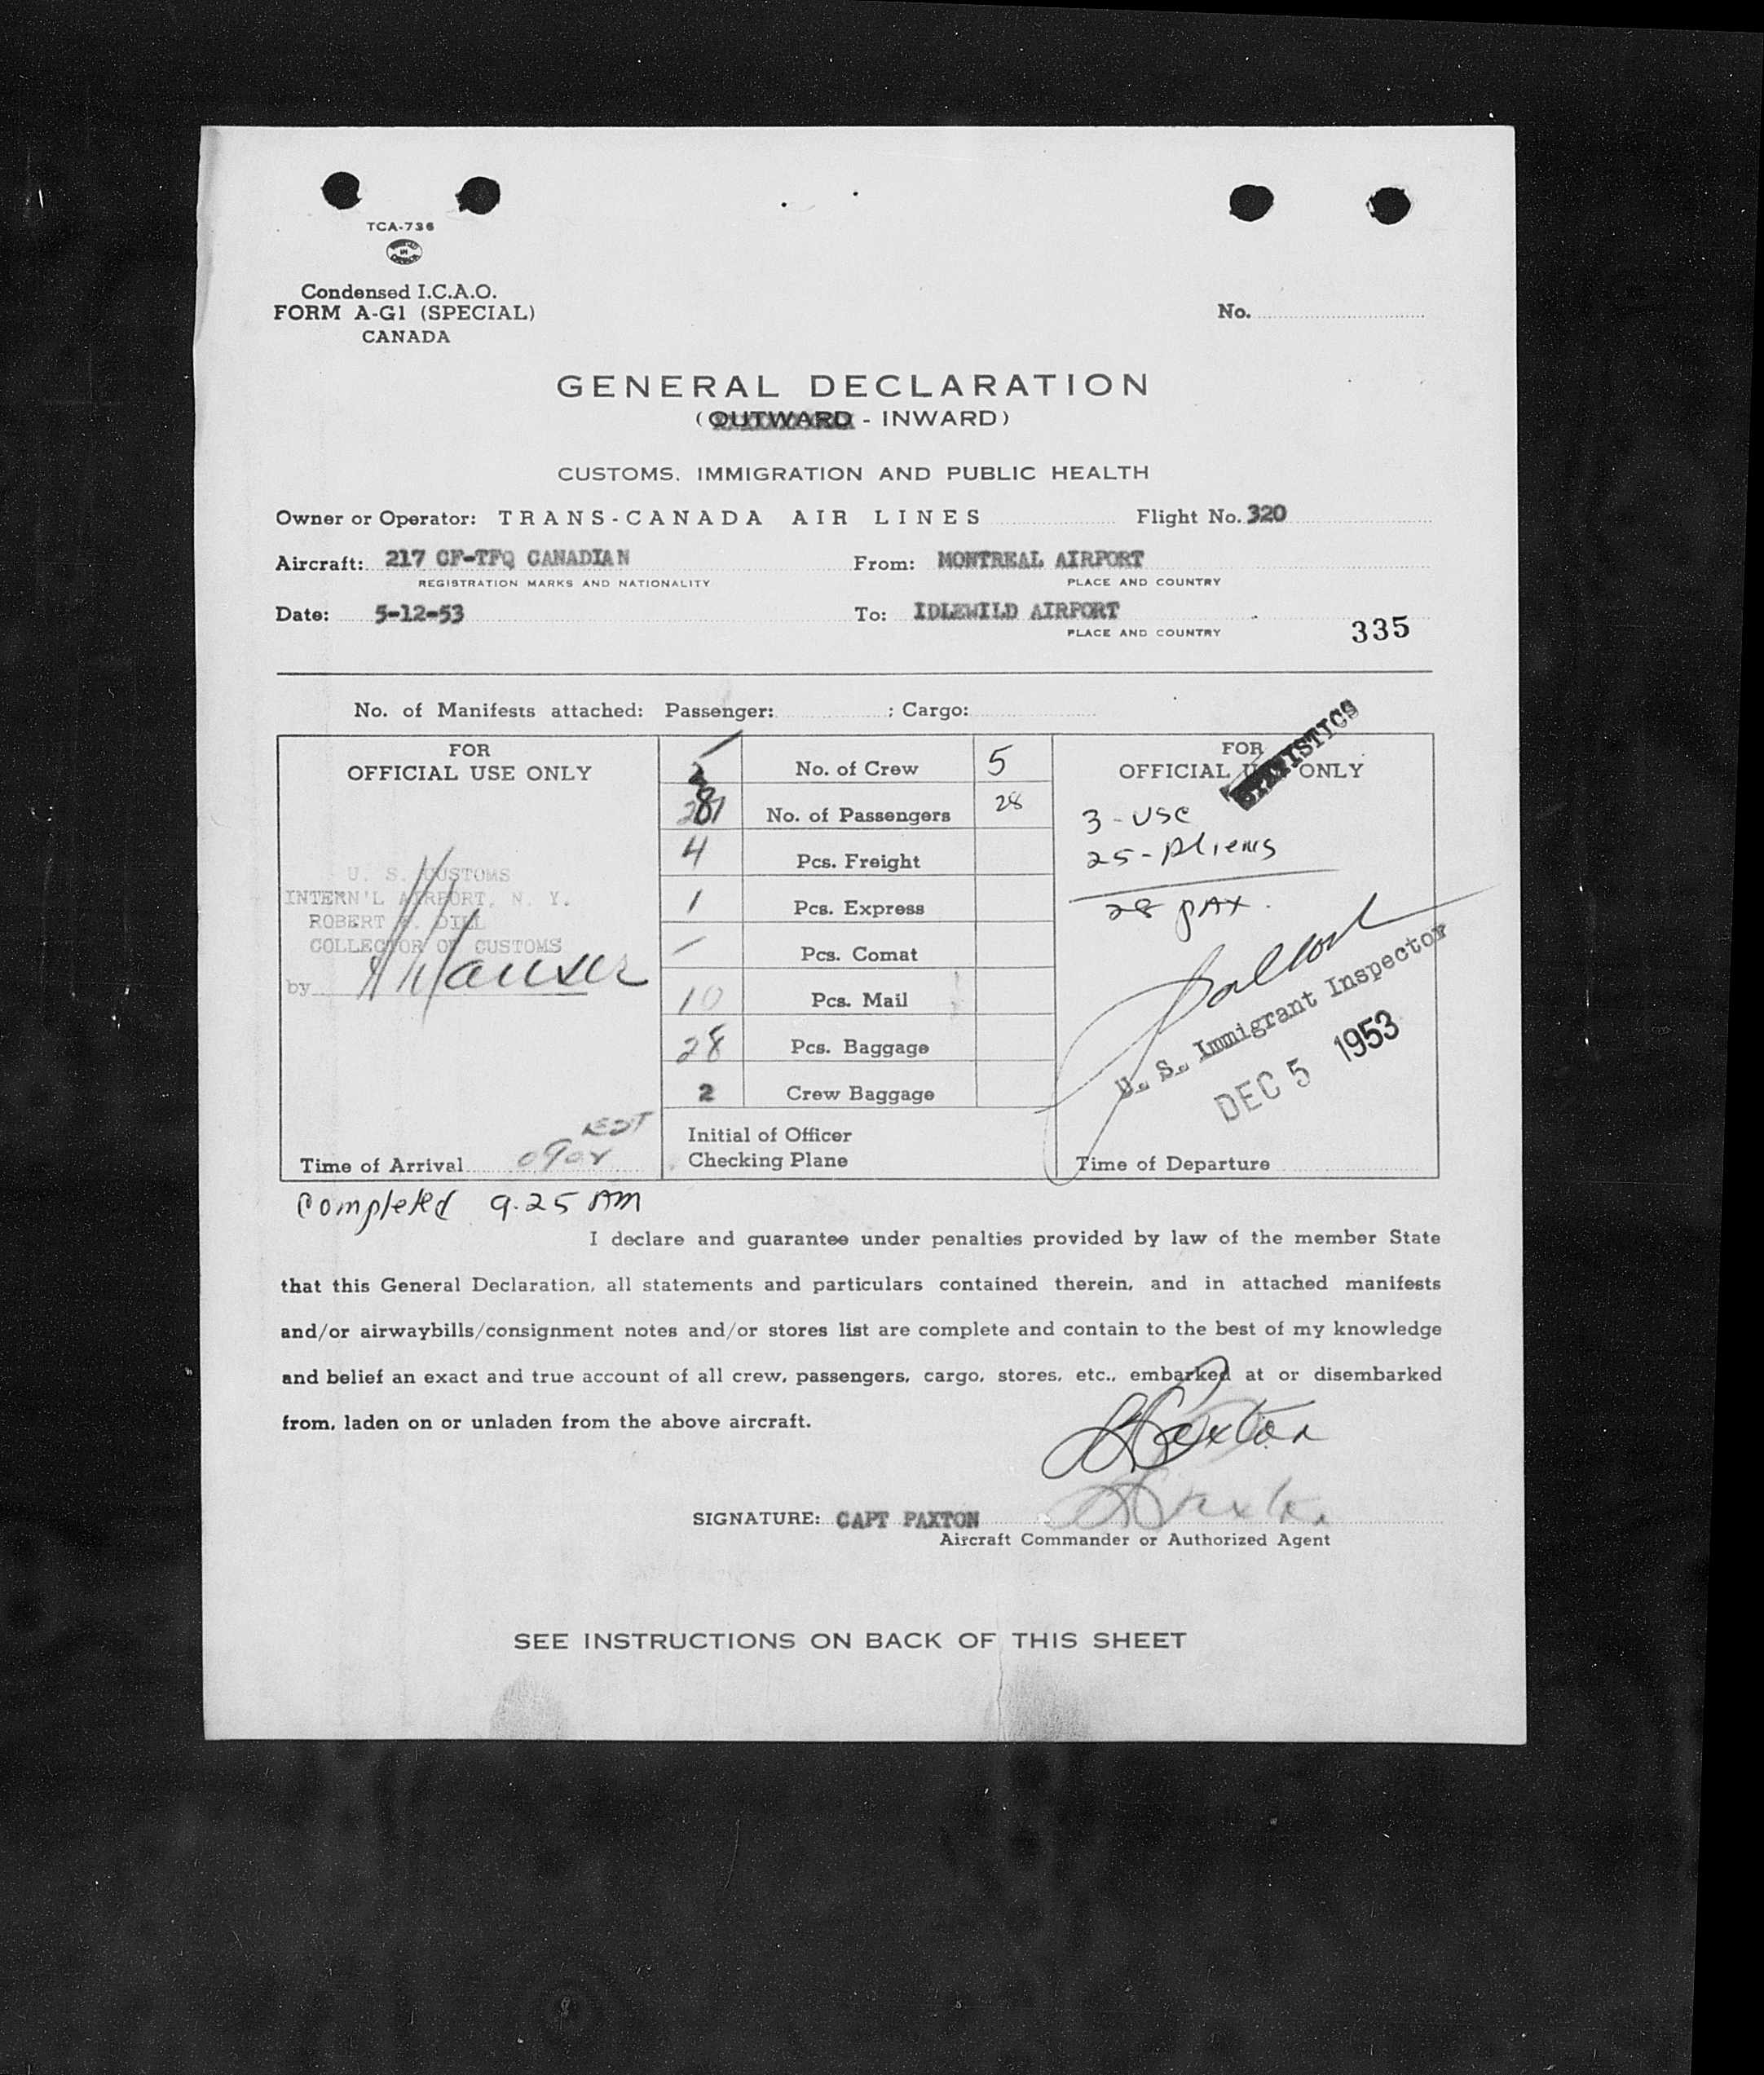 TCA-736
Condensed I.C.A.O.
FORM A-G1 (SPECIAL)
CANADA
No.
GENERAL DECLARATION
(OUTWARD - INWARD)
CUSTOMS, IMMIGRATION AND PUBLIC HEALTH
Owner or Operator: TRANS-CANADA AIR LINES Flight No. 320
Aircraft: 217 CF-TFQ CANADIAN From: MONTREAL AIRPORT
REGISTRATION MARKS AND NATIONALITY PLACE AND COUNTRY
Date: 5-12-53 To: IDLEWILD AIRPORT
PLACE AND COUNTRY
335
No. of Manifests attached: Passenger: ; Cargo:
FOR
OFFICIAL USE ONLY
U. S. CUSTOMS
INTERN'L AIRPORT, N. Y.
ROBERT DILL
COLLECTOR OF CUSTOMS
by
Time of Arrival
2 No. of Crew 5
28 No. of Passengers 28
4 Pcs. Freight
1 Pcs. Express
Pcs. Comat
10 Pcs. Mail
28 Pcs. Baggage
2 Crew Baggage
Initial of Officer
Checking Plane
FOR
OFFICIAL USE ONLY
STATISTICS
3 - USC
25 - Aliens
28 PAX.
U. S. Immigrant Inspector
DEC 5 1953
Time of Departure
Completed 9.25 AM
I declare and guarantee under penalties provided by law of the member State
that this General Declaration, all statements and particulars contained therein, and in attached manifests
and/or airwaybills/consignment notes and/or stores list are complete and contain to the best of my knowledge
and belief an exact and true account of all crew, passengers, cargo, stores, etc., embarked at or disembarked
from, laden on or unladen from the above aircraft.
Paxton
SIGNATURE: CAPT PAXTON
Aircraft Commander or Authorized Agent
SEE INSTRUCTIONS ON BACK OF THIS SHEET